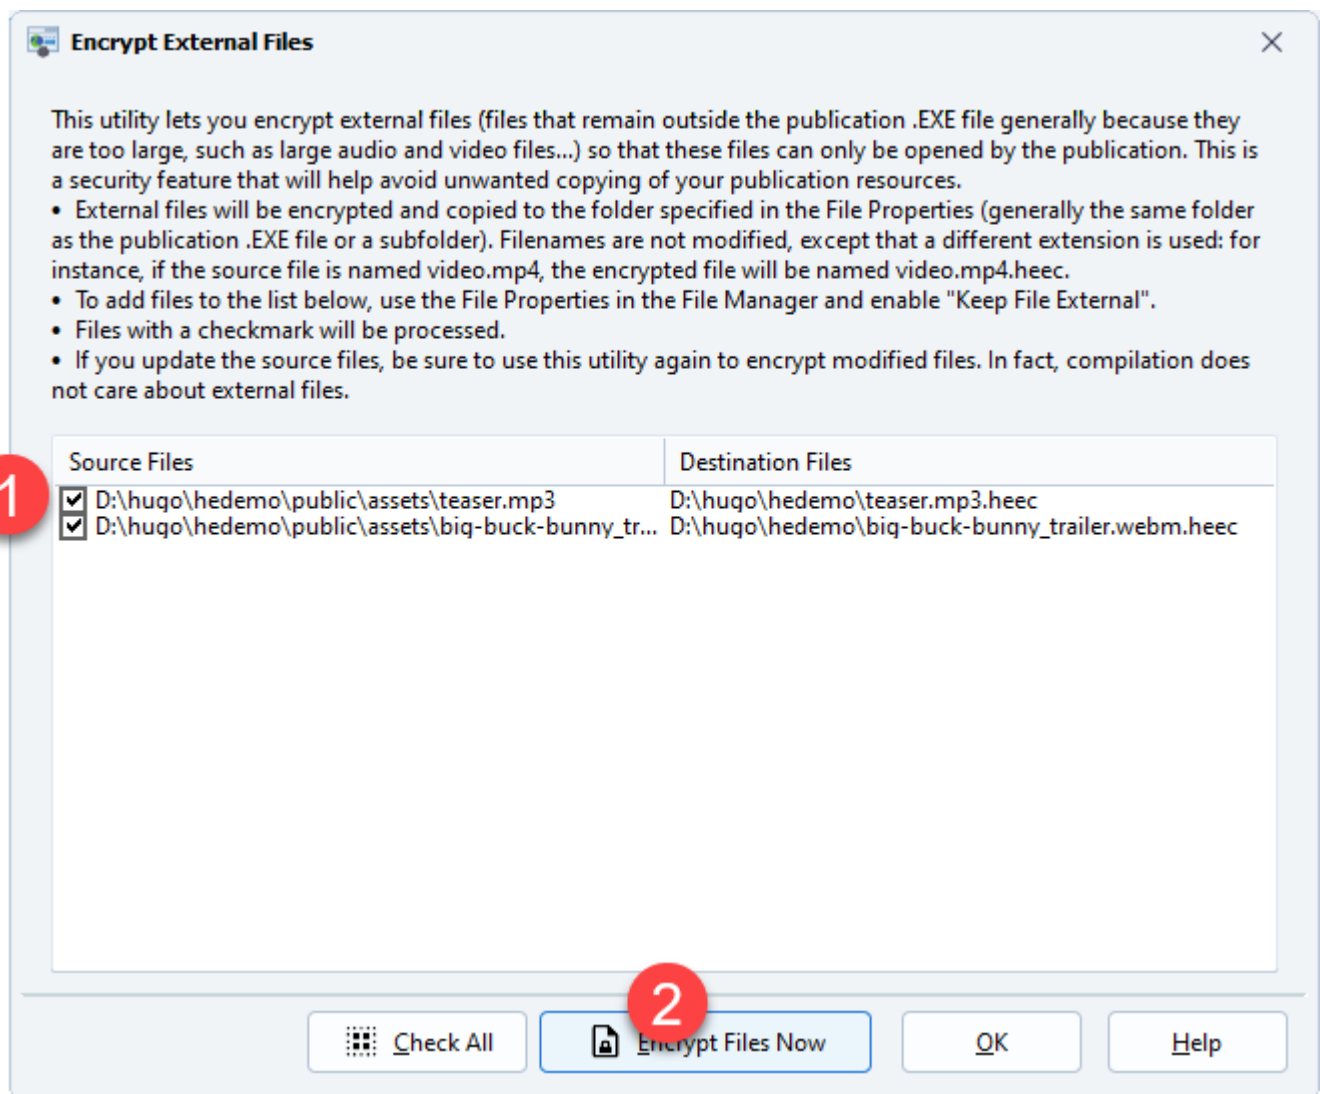 Encrypt External Files
This utility lets you encrypt external files (files that remain outside the publication .EXE file generally because they
are too large, such as large audio and video files...) so that these files can only be opened by the publication. This is
a security feature that will help avoid unwanted copying of your publication resources.
• External files will be encrypted and copied to the folder specified in the File Properties (generally the same folder
as the publication .EXE file or a subfolder). Filenames are not modified, except that a different extension is used: for
instance, if the source file is named video.mp4, the encrypted file will be named video.mp4.heec.
• To add files to the list below, use the File Properties in the File Manager and enable "Keep File External".
• Files with a checkmark will be processed.
• If you update the source files, be sure to use this utility again to encrypt modified files. In fact, compilation does
not care about external files.
Source Files Destination Files
1
D:\hugo\hedemo\public\assets\teaser.mp3 D:\hugo\hedemo\teaser.mp3.heec
D:\hugo\hedemo\public\assets\big-buck-bunny_tr... D:\hugo\hedemo\big-buck-bunny_trailer.webm.heec
2
Check All Encrypt Files Now OK Help